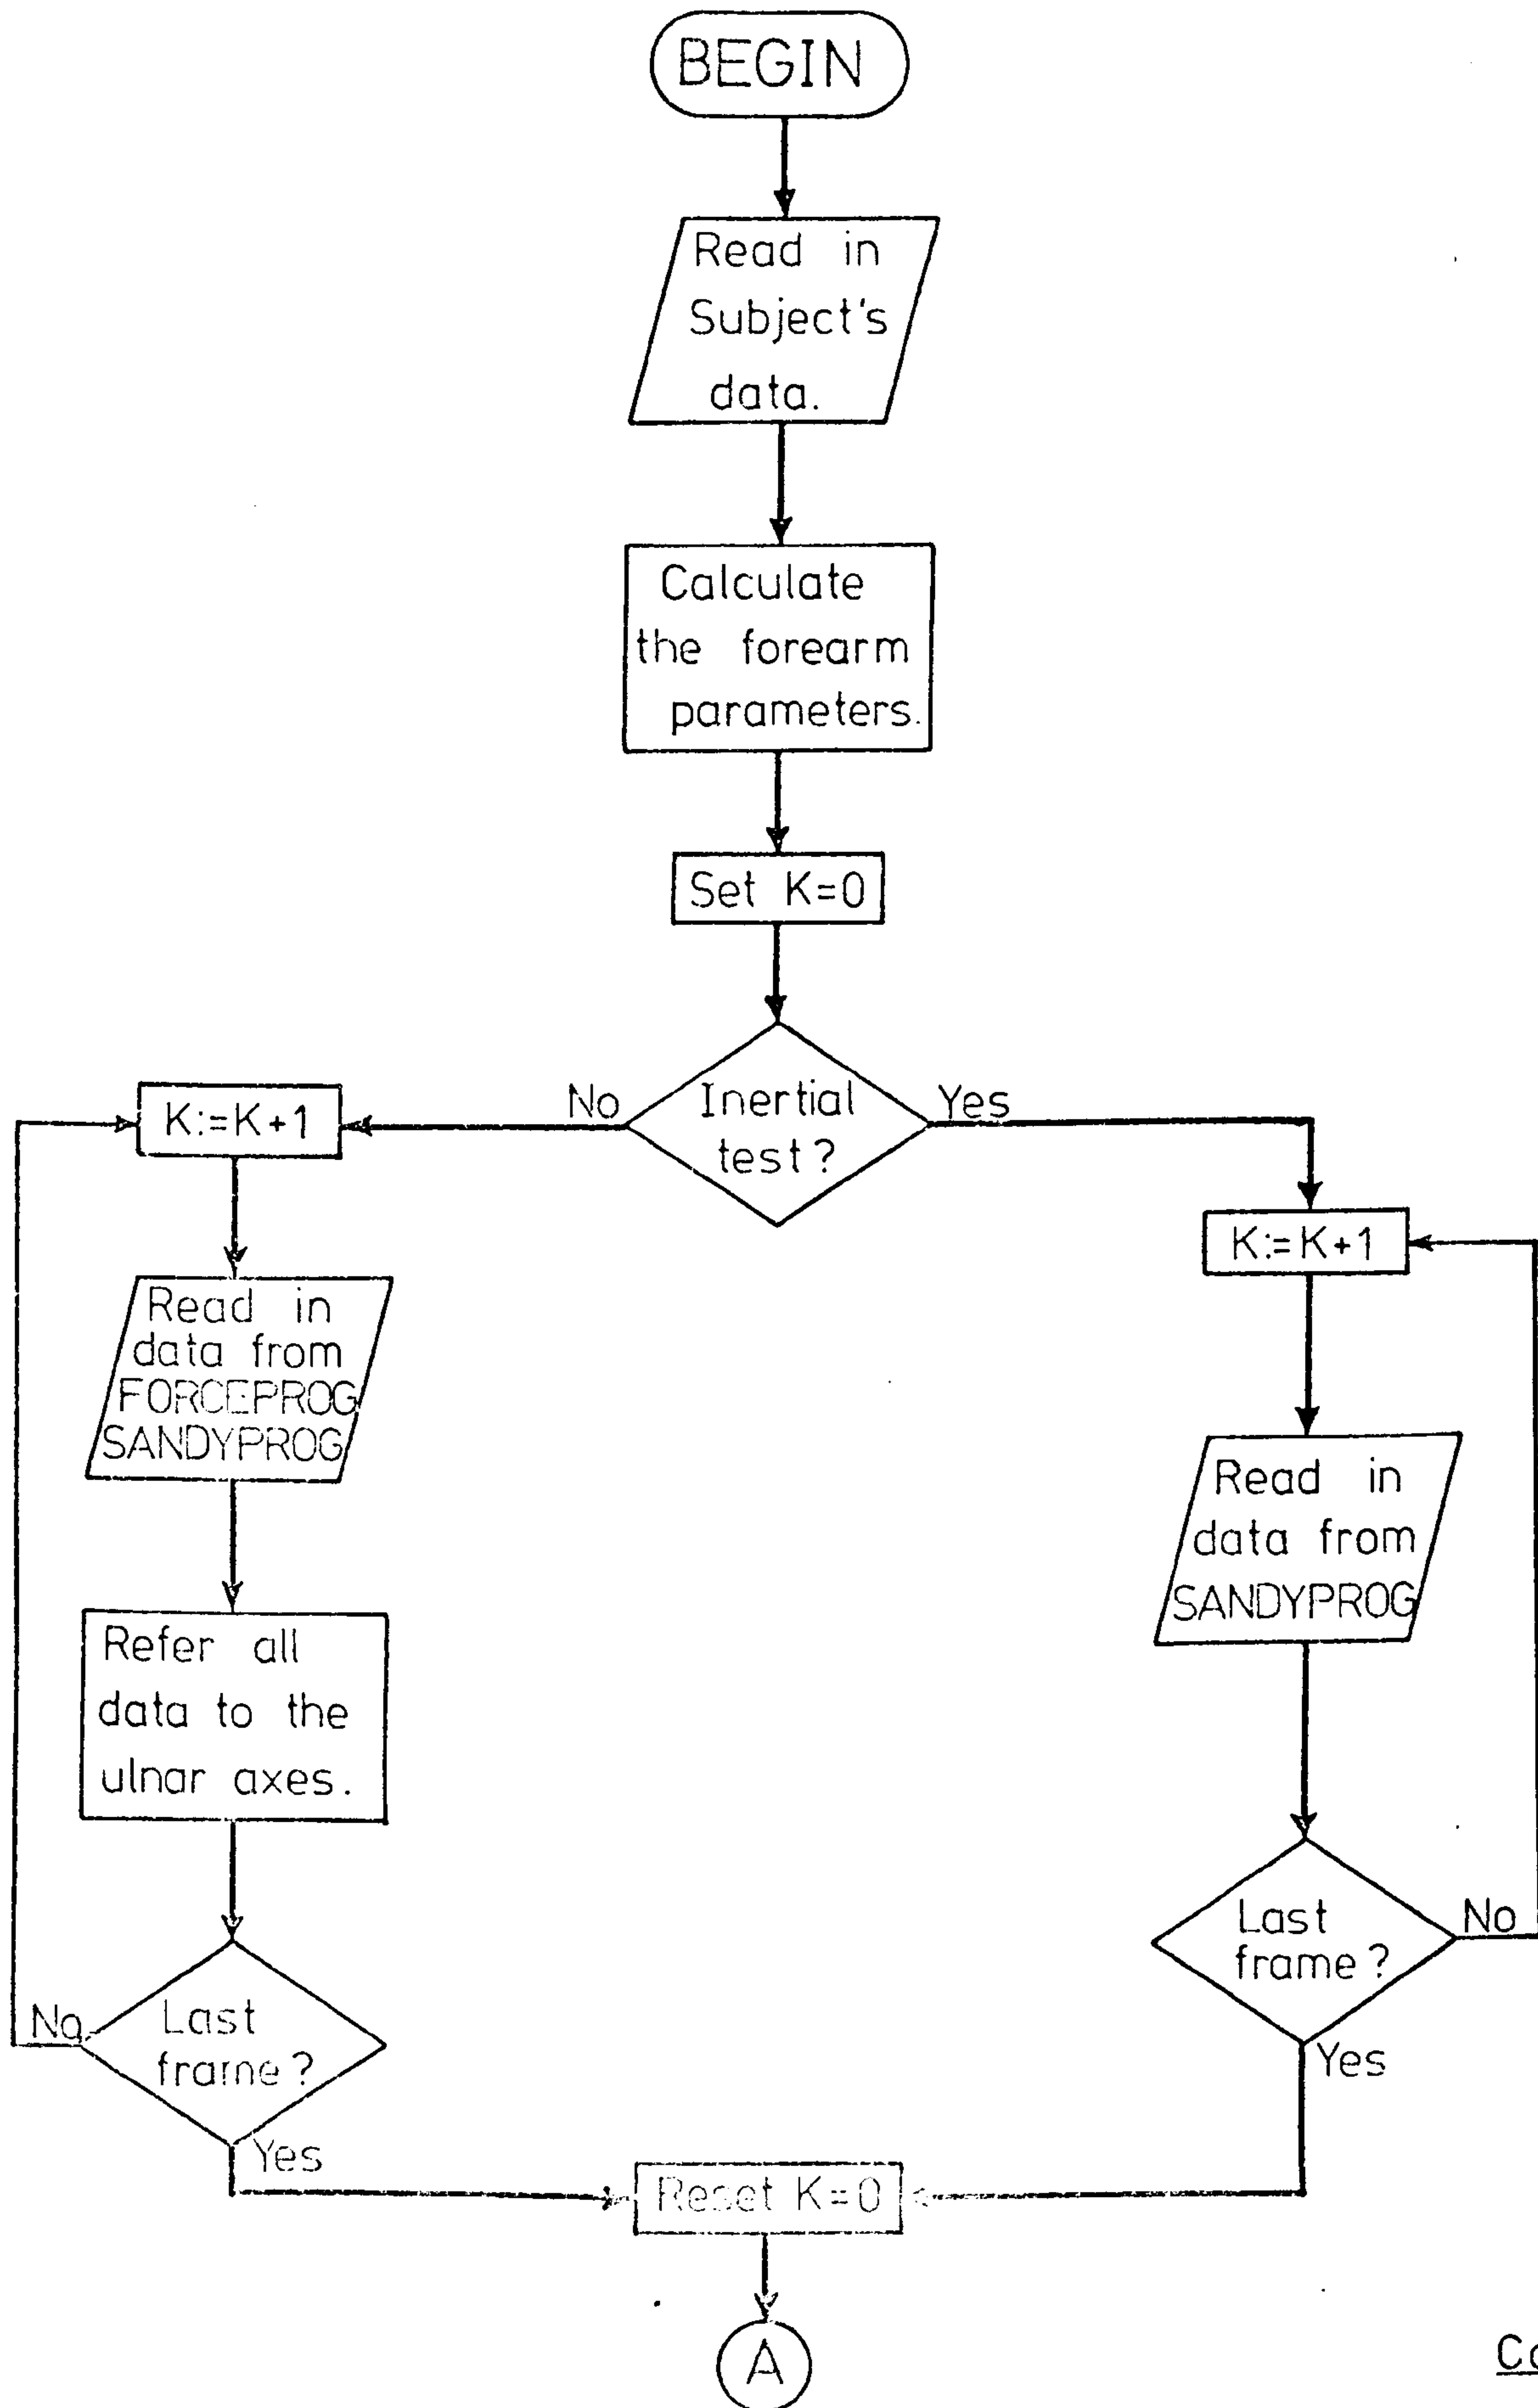 BEGIN
Read in
Subject's
data.
Calculate
the forearm
parameters.
Set K=0
Inertial
test?
No
Yes
K:=K+1
Read in
data from
FORCEPROG
SANDYPROG
Refer all
data to the
ulnar axes.
Last
frame?
No
Yes
K:=K+1
Read in
data from
SANDYPROG
Last
frame?
No
Yes
Reset K=0
A